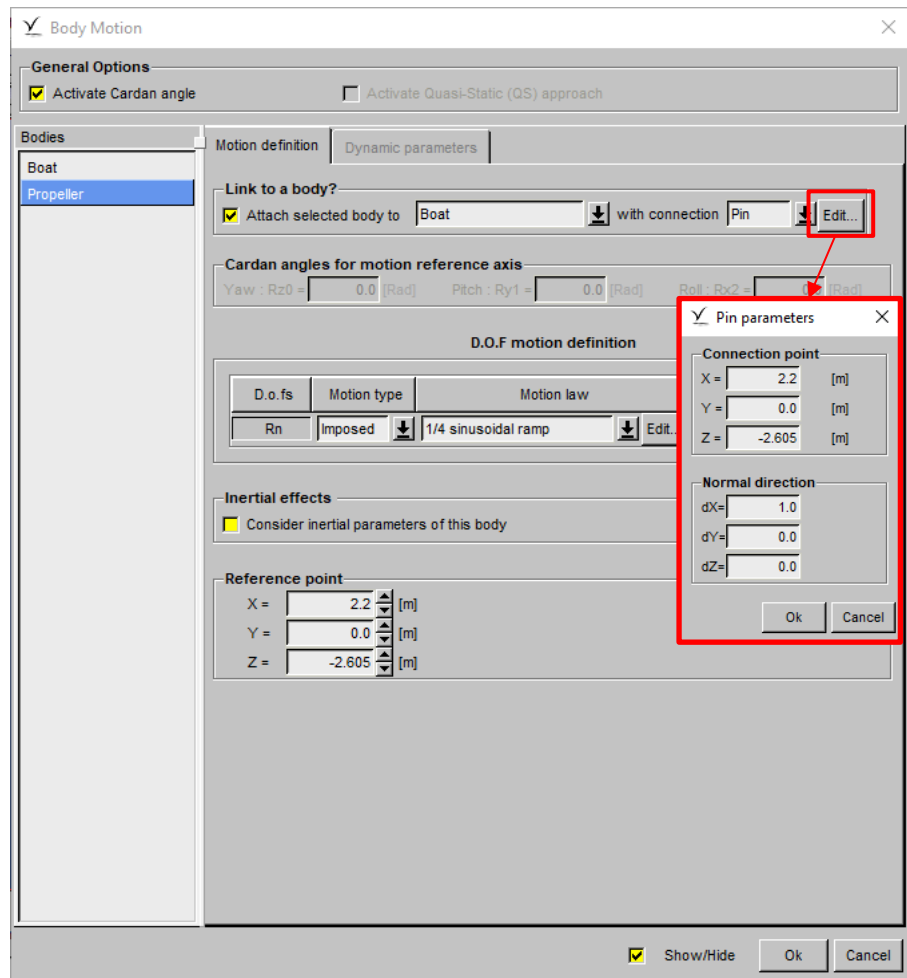 Body Motion
General Options
Activate Cardan angle
Activate Quasi-Static (QS) approach
Bodies
Boat
Propeller
Motion definition
Dynamic parameters
Link to a body?
Attach selected body to Boat with connection Pin Edit...
Cardan angles for motion reference axis
Yaw : Rz0 = 0.0 [Rad] Pitch : Ry1 = 0.0 [Rad] Roll : Rx2 = [Rad]
D.O.F motion definition
D.o.fs Motion type Motion law
Rn Imposed 1/4 sinusoidal ramp Edit..
Inertial effects
Consider inertial parameters of this body
Reference point
X = 2.2 [m]
Y = 0.0 [m]
Z = -2.605 [m]
Pin parameters
Connection point
X = 2.2 [m]
Y = 0.0 [m]
Z = -2.605 [m]
Normal direction
dX= 1.0
dY= 0.0
dZ= 0.0
Ok Cancel
Show/Hide Ok Cancel